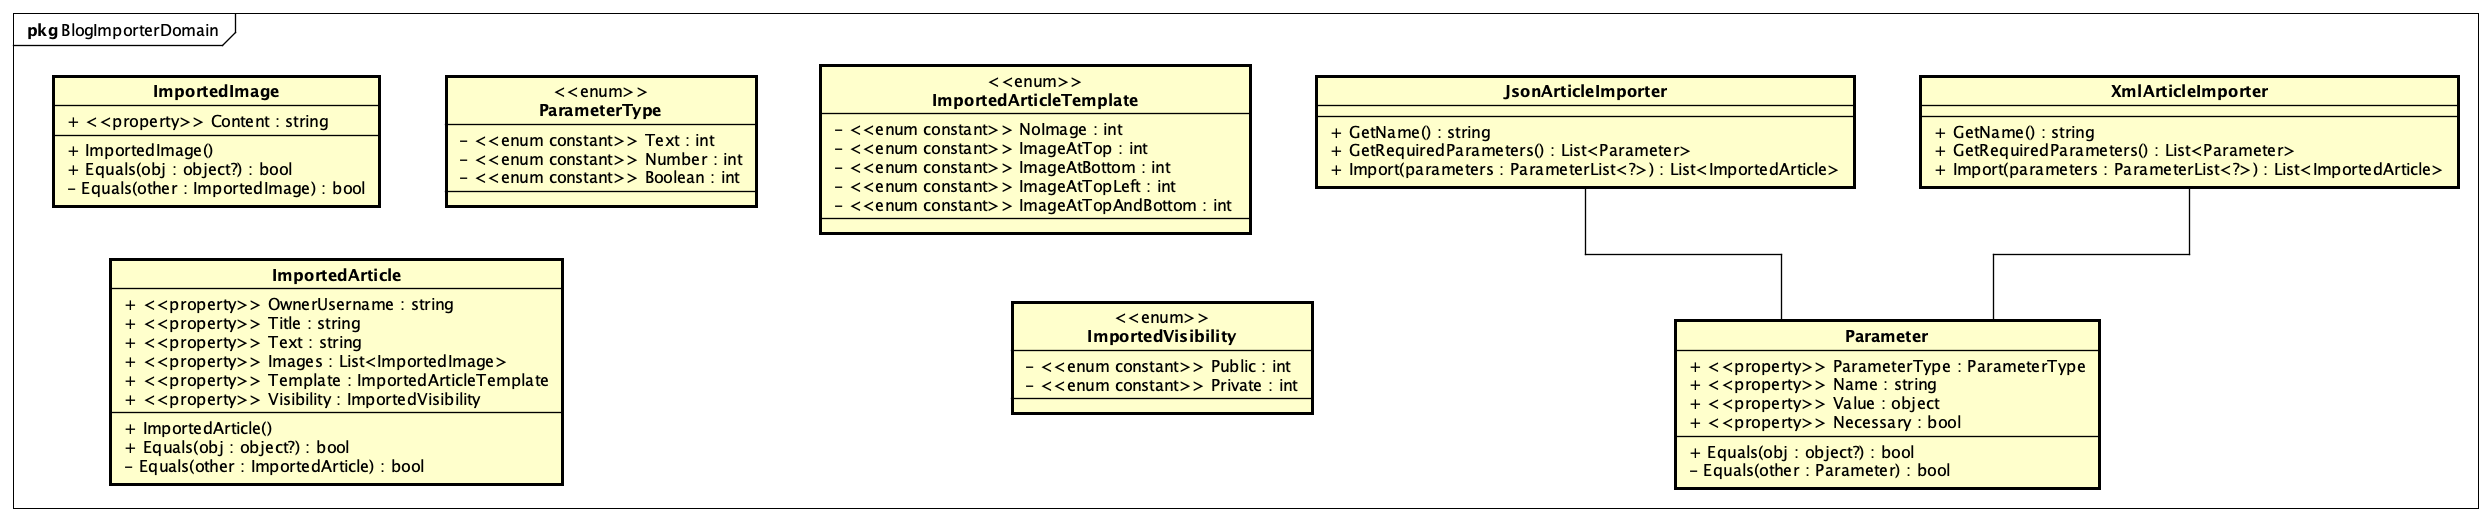 pkg BlogImporterDomain
ImportedImage
+ <<property>> Content : string
+ ImportedImage()
+ Equals(obj : object?) : bool
– Equals(other : ImportedImage) : bool
<<enum>>
ParameterType
– <<enum constant>> Text : int
– <<enum constant>> Number : int
– <<enum constant>> Boolean : int
<<enum>>
ImportedArticleTemplate
– <<enum constant>> NoImage : int
– <<enum constant>> ImageAtTop : int
– <<enum constant>> ImageAtBottom : int
– <<enum constant>> ImageAtTopLeft : int
– <<enum constant>> ImageAtTopAndBottom : int
JsonArticleImporter
+ GetName() : string
+ GetRequiredParameters() : List<Parameter>
+ Import(parameters : ParameterList<?>) : List<ImportedArticle>
XmlArticleImporter
+ GetName() : string
+ GetRequiredParameters() : List<Parameter>
+ Import(parameters : ParameterList<?>) : List<ImportedArticle>
ImportedArticle
+ <<property>> OwnerUsername : string
+ <<property>> Title : string
+ <<property>> Text : string
+ <<property>> Images : List<ImportedImage>
+ <<property>> Template : ImportedArticleTemplate
+ <<property>> Visibility : ImportedVisibility
+ ImportedArticle()
+ Equals(obj : object?) : bool
– Equals(other : ImportedArticle) : bool
<<enum>>
ImportedVisibility
– <<enum constant>> Public : int
– <<enum constant>> Private : int
Parameter
+ <<property>> ParameterType : ParameterType
+ <<property>> Name : string
+ <<property>> Value : object
+ <<property>> Necessary : bool
+ Equals(obj : object?) : bool
– Equals(other : Parameter) : bool